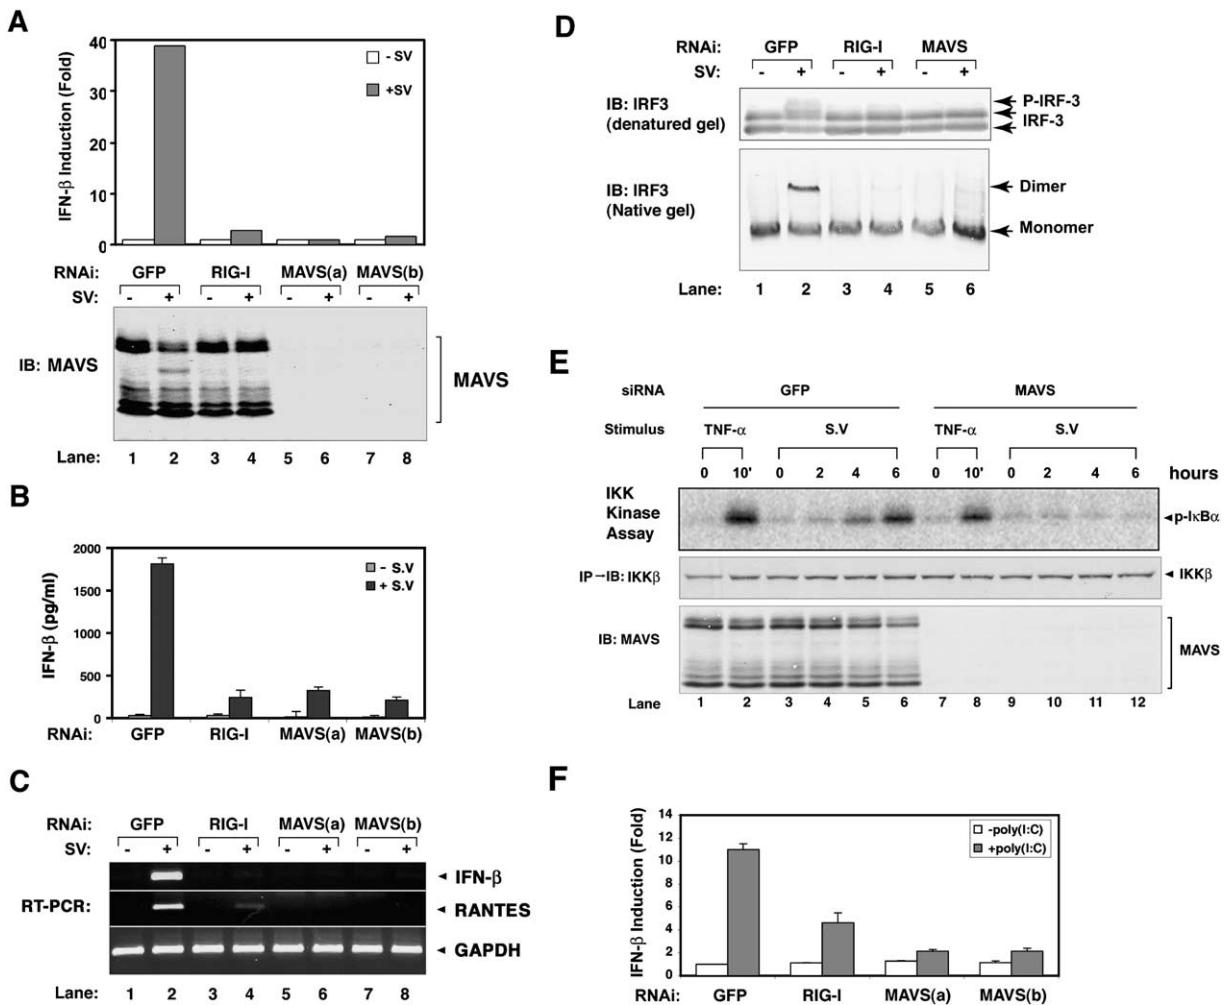 A
IFN-β Induction (Fold)
40
30
20
10
0
- SV
+SV
RNAi: GFP RIG-I MAVS(a) MAVS(b)
SV: - + - + - + - +
IB: MAVS
MAVS
Lane: 1 2 3 4 5 6 7 8
B
IFN-β (pg/ml)
2000
1500
1000
500
0
- S.V
+ S.V
RNAi: GFP RIG-I MAVS(a) MAVS(b)
C
RNAi: GFP RIG-I MAVS(a) MAVS(b)
SV: - + - + - + - +
RT-PCR:
IFN-β
RANTES
GAPDH
Lane: 1 2 3 4 5 6 7 8
D
RNAi: GFP RIG-I MAVS
SV: - + - + - +
IB: IRF3
(denatured gel)
P-IRF-3
IRF-3
IB: IRF3
(Native gel)
Dimer
Monomer
Lane: 1 2 3 4 5 6
E
siRNA GFP MAVS
Stimulus TNF-α S.V TNF-α S.V
0 10' 0 2 4 6 0 10' 0 2 4 6 hours
IKK
Kinase
Assay
p-IκBα
IP→IB: IKKβ
IKKβ
IB: MAVS
MAVS
Lane 1 2 3 4 5 6 7 8 9 10 11 12
F
IFN-β Induction (Fold)
14
12
10
8
6
4
2
0
-poly(I:C)
+poly(I:C)
RNAi: GFP RIG-I MAVS(a) MAVS(b)